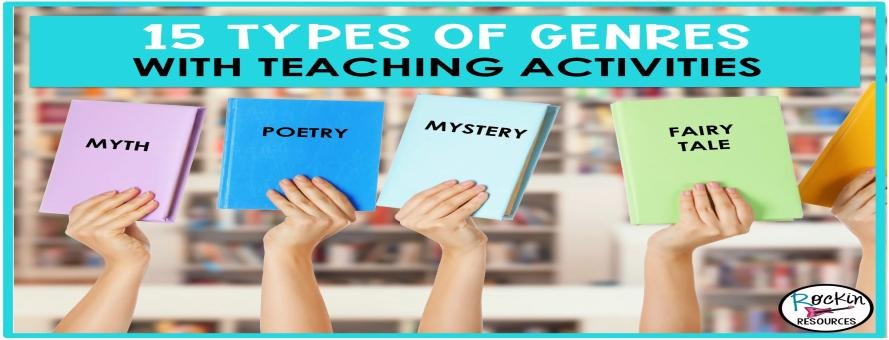 15 TYPES OF GENRES
WITH TEACHING ACTIVITIES
MYTH
POETRY
MYSTERY
FAIRY
TALE
Rockin
RESOURCES